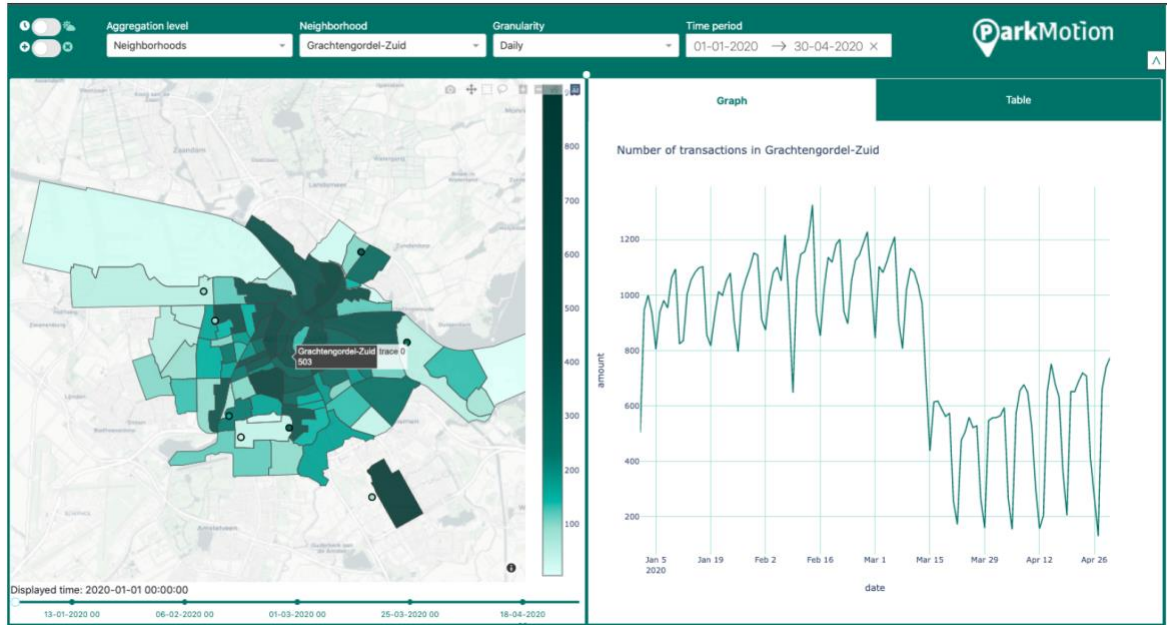 Aggregation level
Neighborhood
Granularity
Time period
Neighborhoods
Grachtengordel-Zuid
Daily
01-01-2020 → 30-04-2020 ×
ParkMotion
Graph
Table
Number of transactions in Grachtengordel-Zuid
1200
1000
800
600
400
200
amount
Jan 5
2020
Jan 19
Feb 2
Feb 16
Mar 1
Mar 15
Mar 29
Apr 12
Apr 26
date
800
700
600
500
400
300
200
100
Zaandam
Landsmeer
Zunderdorp
Amstelveen
Grachtengordel-Zuid trace 0
503
Displayed time: 2020-01-01 00:00:00
13-01-2020 00
06-02-2020 00
01-03-2020 00
25-03-2020 00
18-04-2020